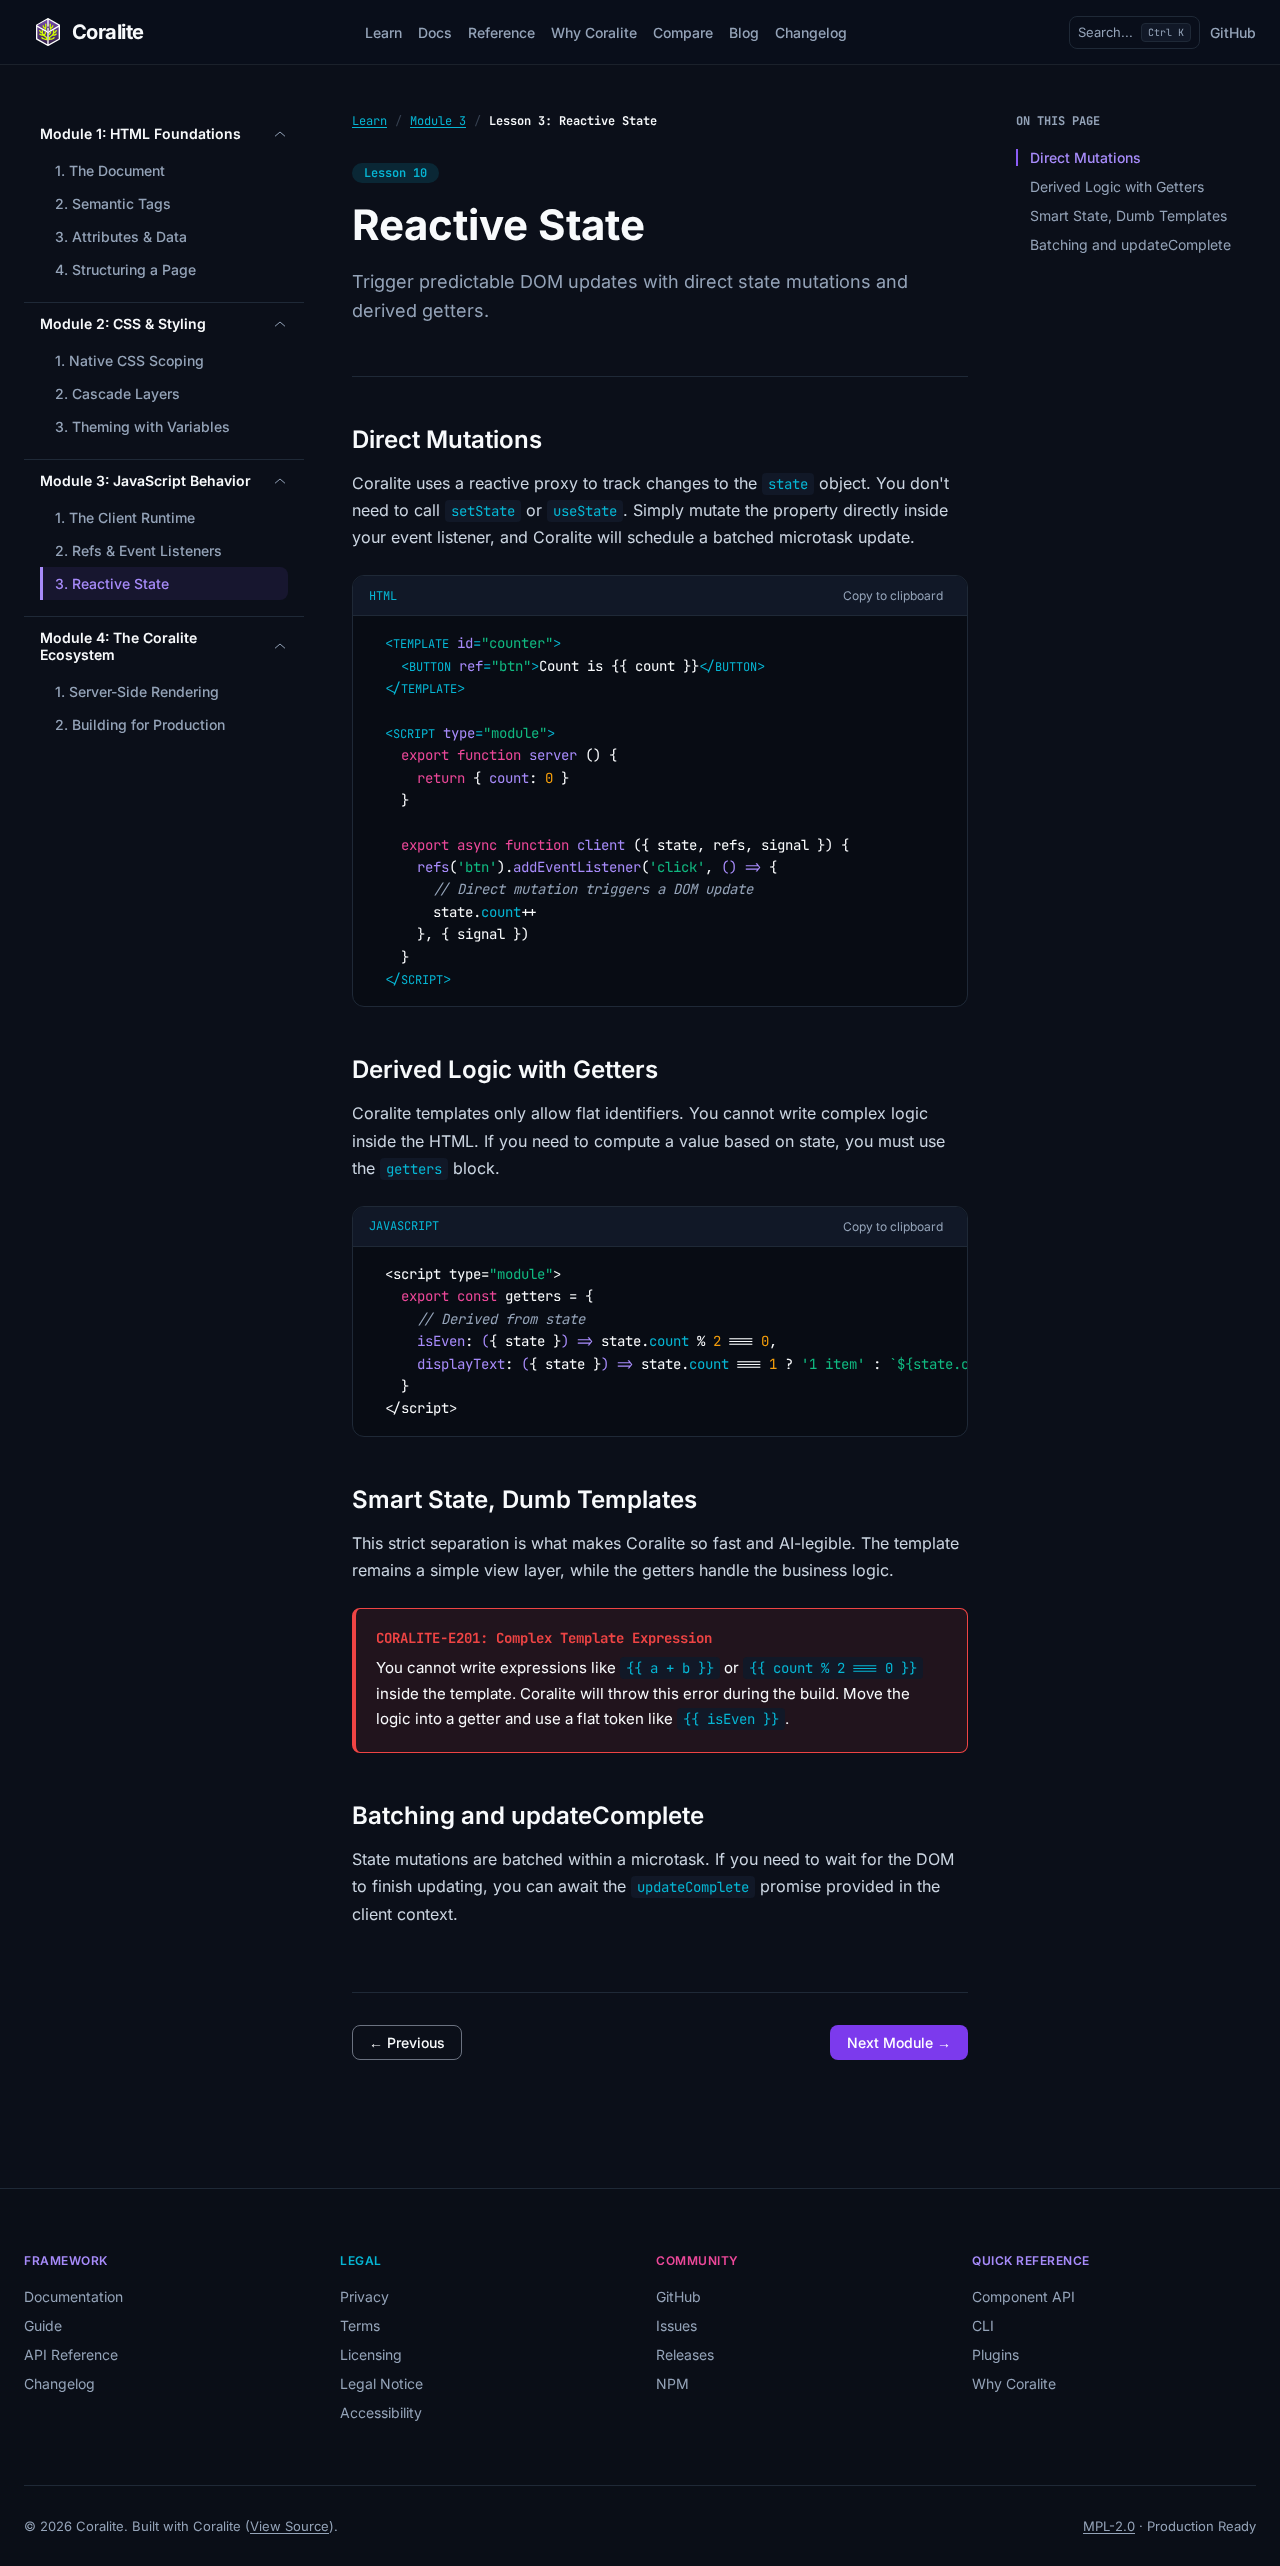 Coralite
Learn Docs Reference Why Coralite Compare Blog Changelog
Search... Ctrl K GitHub
Module 1: HTML Foundations
1. The Document
2. Semantic Tags
3. Attributes & Data
4. Structuring a Page
Module 2: CSS & Styling
1. Native CSS Scoping
2. Cascade Layers
3. Theming with Variables
Module 3: JavaScript Behavior
1. The Client Runtime
2. Refs & Event Listeners
3. Reactive State
Module 4: The Coralite
Ecosystem
1. Server-Side Rendering
2. Building for Production
Learn / Module 3 / Lesson 3: Reactive State
Lesson 10
Reactive State
Trigger predictable DOM updates with direct state mutations and
derived getters.
Direct Mutations
Coralite uses a reactive proxy to track changes to the state object. You don't
need to call setState or useState. Simply mutate the property directly inside
your event listener, and Coralite will schedule a batched microtask update.
HTML Copy to clipboard
<TEMPLATE id="counter">
<BUTTON ref="btn">Count is {{ count }}</BUTTON>
</TEMPLATE>
<SCRIPT type="module">
export function server () {
return { count: 0 }
}
export async function client ({ state, refs, signal }) {
refs('btn').addEventListener('click', () => {
// Direct mutation triggers a DOM update
state.count++
}, { signal })
}
</SCRIPT>
Derived Logic with Getters
Coralite templates only allow flat identifiers. You cannot write complex logic
inside the HTML. If you need to compute a value based on state, you must use
the getters block.
JAVASCRIPT Copy to clipboard
<script type="module">
export const getters = {
// Derived from state
isEven: ({ state }) => state.count % 2 === 0,
displayText: ({ state }) => state.count === 1 ? '1 item' : `${state.c
}
</script>
Smart State, Dumb Templates
This strict separation is what makes Coralite so fast and AI-legible. The template
remains a simple view layer, while the getters handle the business logic.
CORALITE-E201: Complex Template Expression
You cannot write expressions like {{ a + b }} or {{ count % 2 === 0 }}
inside the template. Coralite will throw this error during the build. Move the
logic into a getter and use a flat token like {{ isEven }}.
Batching and updateComplete
State mutations are batched within a microtask. If you need to wait for the DOM
to finish updating, you can await the updateComplete promise provided in the
client context.
← Previous
Next Module →
ON THIS PAGE
Direct Mutations
Derived Logic with Getters
Smart State, Dumb Templates
Batching and updateComplete
FRAMEWORK
Documentation
Guide
API Reference
Changelog
LEGAL
Privacy
Terms
Licensing
Legal Notice
Accessibility
COMMUNITY
GitHub
Issues
Releases
NPM
QUICK REFERENCE
Component API
CLI
Plugins
Why Coralite
© 2026 Coralite. Built with Coralite (View Source).
MPL-2.0 · Production Ready